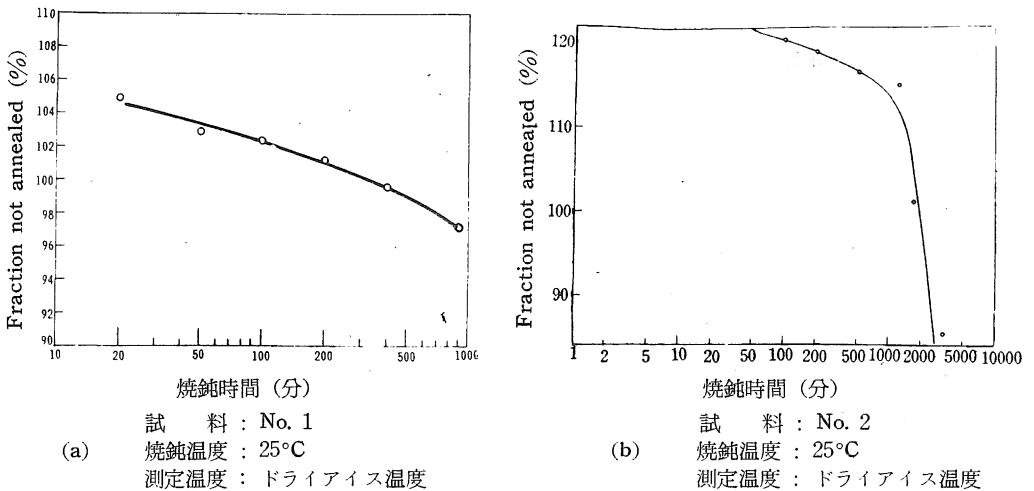 110
108
106
104
102
100
98
96
94
92
90
Fraction not annealed (%)
10 20 50 100 200 500 1000
焼鈍時間 (分)
試　料 : No. 1
(a) 焼鈍温度 : 25°C
測定温度 : ドライアイス温度
120
110
100
90
Fraction not annealed (%)
1 2 5 10 20 50 100 200 500 1000 2000 5000 10000
焼鈍時間 (分)
試　料 : No. 2
(b) 焼鈍温度 : 25°C
測定温度 : ドライアイス温度